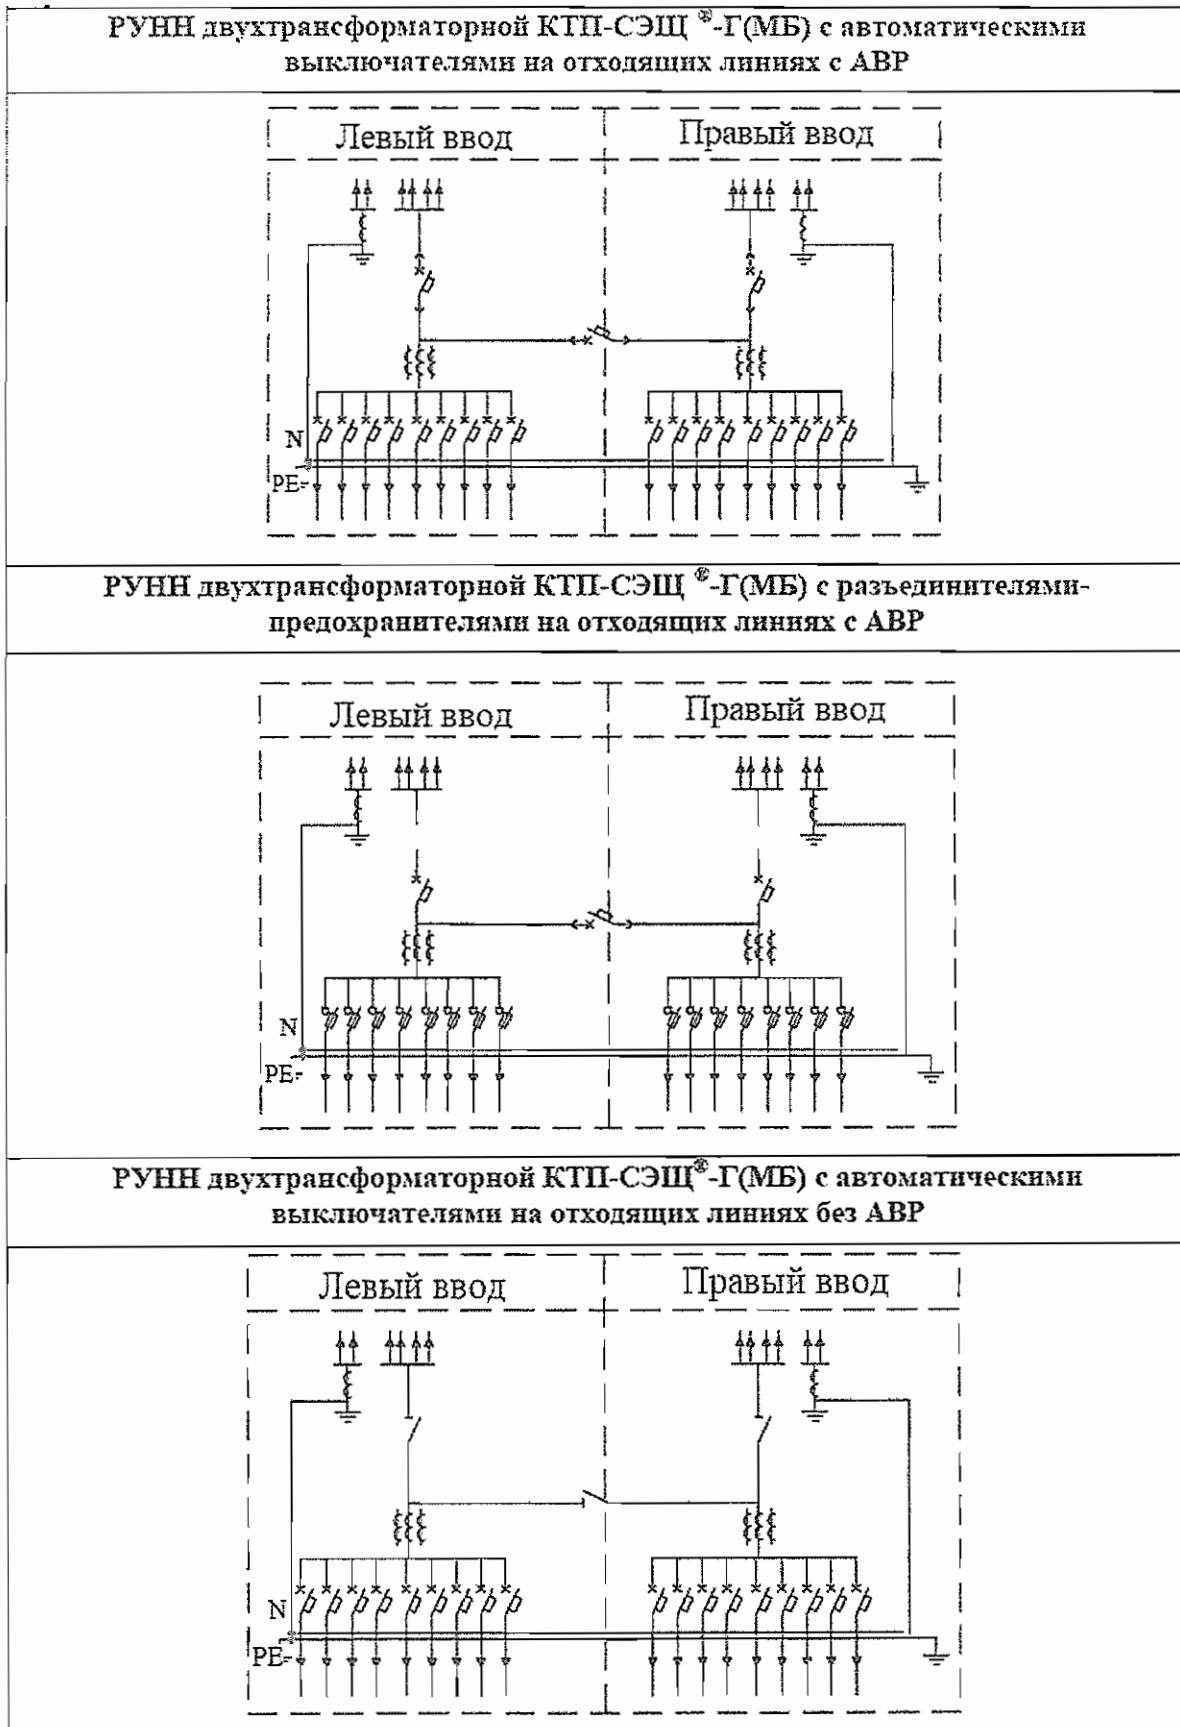 РУНН двухтрансформаторной КТП-СЭЩ ®-Г(МБ) с автоматическими
выключателями на отходящих линиях с АВР
Левый ввод
Правый ввод
N
PE-
РУНН двухтрансформаторной КТП-СЭЩ ®-Г(МБ) с разъединителями-
предохранителями на отходящих линиях с АВР
Левый ввод
Правый ввод
N
PE-
РУНН двухтрансформаторной КТП-СЭЩ®-Г(МБ) с автоматическими
выключателями на отходящих линиях без АВР
Левый ввод
Правый ввод
N
PE-